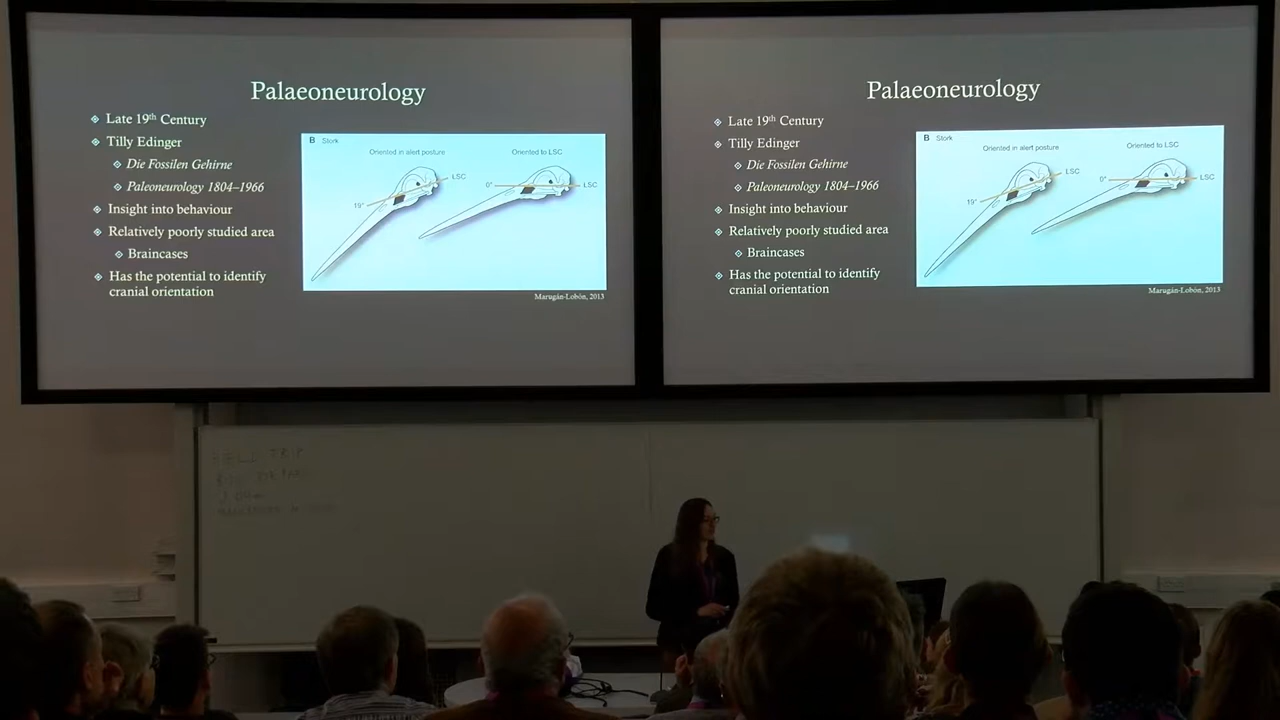 Palaeoneurology
Late 19th Century
Tilly Edinger
Die Fossilen Gehirne
Paleoneurology 1804–1966
Insight into behaviour
Relatively poorly studied area
Braincases
Has the potential to identify
cranial orientation
B Stork
Oriented in alert posture
Oriented to LSC
LSC
19°
0°
LSC
Marugán-Lobón, 2013
Palaeoneurology
Late 19th Century
Tilly Edinger
Die Fossilen Gehirne
Paleoneurology 1804–1966
Insight into behaviour
Relatively poorly studied area
Braincases
Has the potential to identify
cranial orientation
B Stork
Oriented in alert posture
Oriented to LSC
LSC
19°
0°
LSC
Marugán-Lobón, 2013
FIELD TRIP